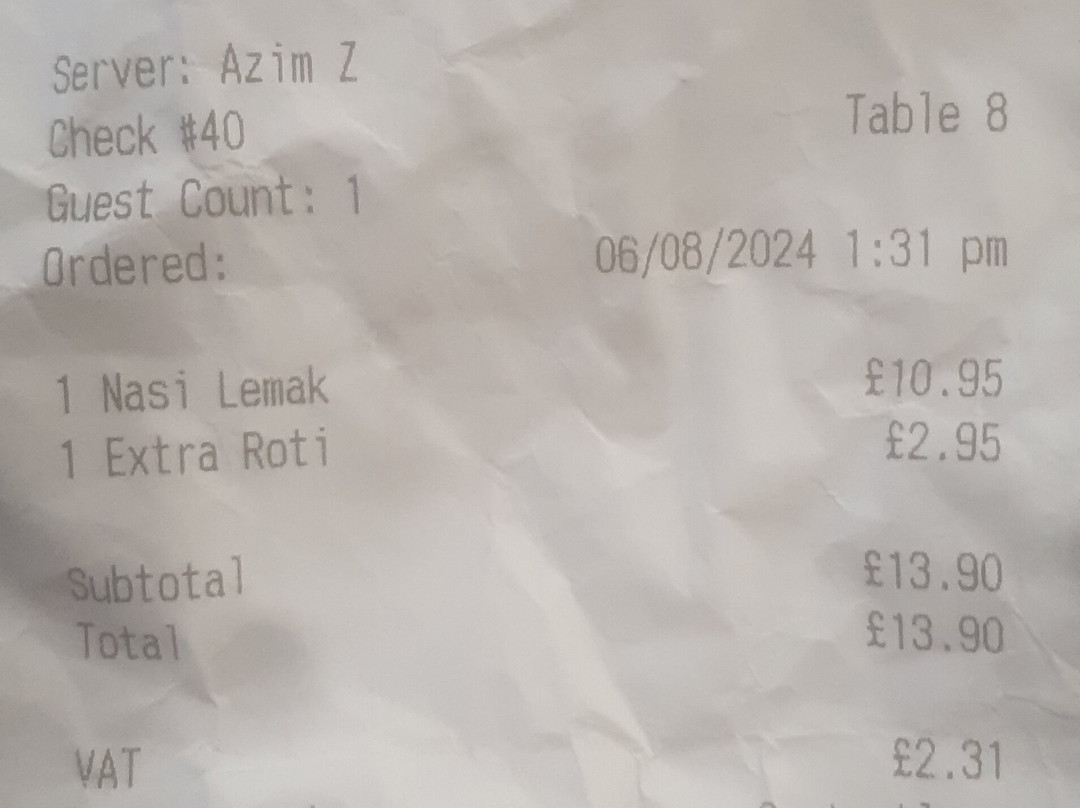 Server: Azim Z
Check #40
Table 8
Guest Count: 1
Ordered: 06/08/2024 1:31 pm
1 Nasi Lemak £10.95
1 Extra Roti £2.95
Subtotal £13.90
Total £13.90
VAT £2.31